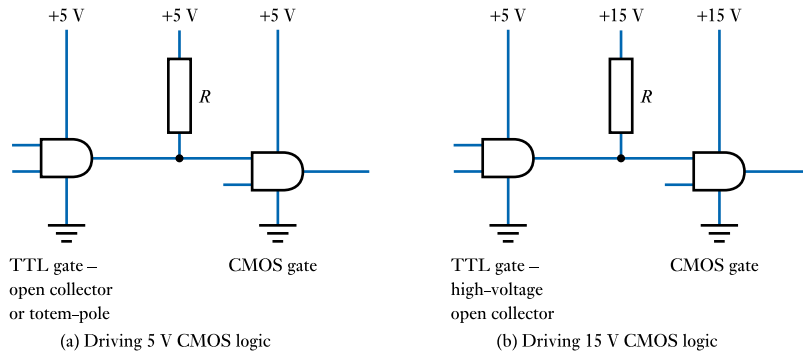 +5 V
+5 V
+5 V
R
TTL gate –
open collector
or totem–pole
CMOS gate
(a) Driving 5 V CMOS logic
+5 V
+15 V
+15 V
R
TTL gate –
high–voltage
open collector
CMOS gate
(b) Driving 15 V CMOS logic